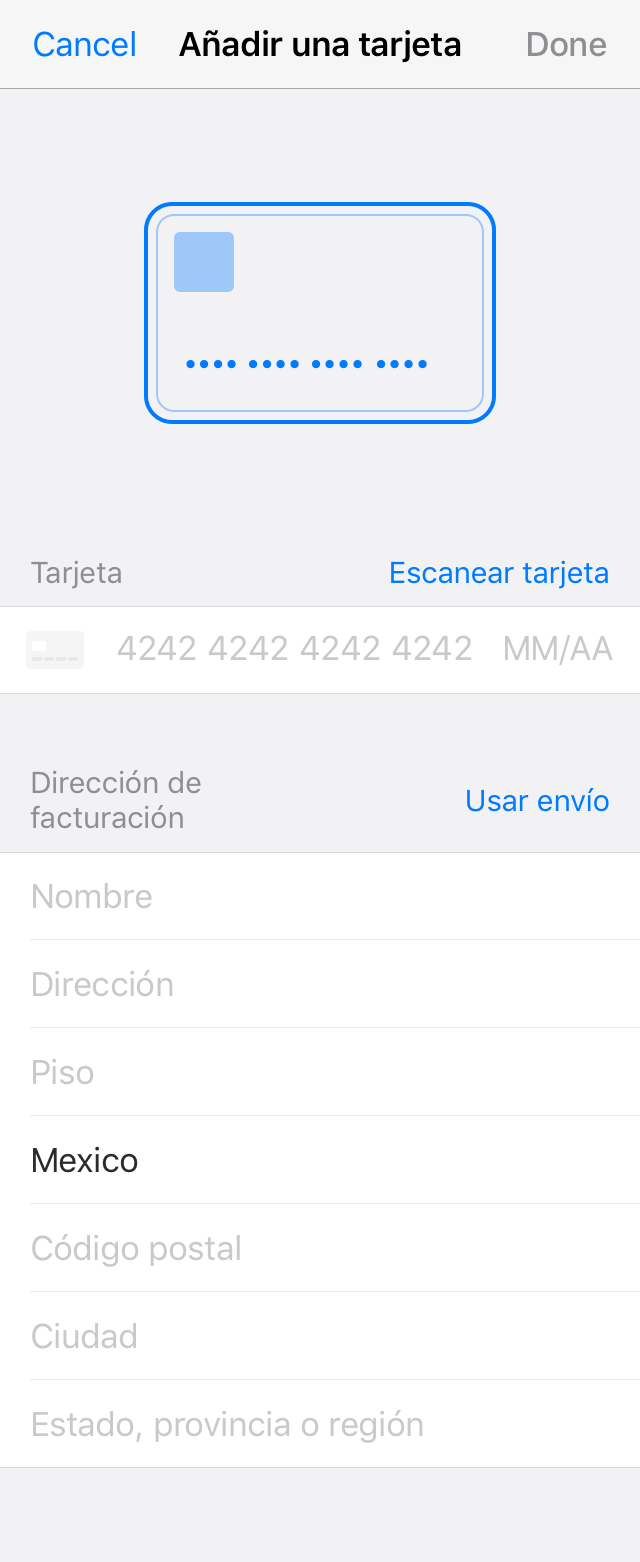 Cancel Añadir una tarjeta Done
•••• •••• •••• ••••
Tarjeta Escanear tarjeta
4242 4242 4242 4242 MM/AA
Dirección de
facturación
Usar envío
Nombre
Dirección
Piso
Mexico
Código postal
Ciudad
Estado, provincia o región